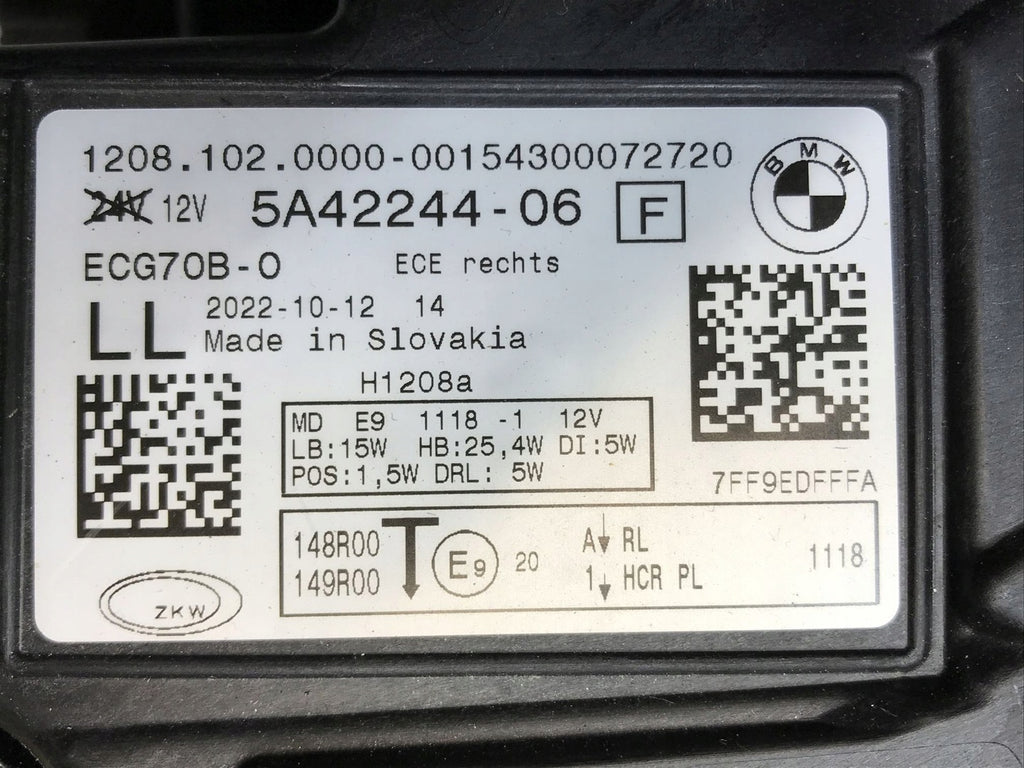 1208.102.0000-00154300072720
BMW
24V 12V 5A42244-06 F
ECG70B-0 ECE rechts
LL 2022-10-12 14
Made in Slovakia
H1208a
MD E9 1118 -1 12V
LB:15W HB:25,4W DI:5W
POS:1,5W DRL: 5W
7FF9EDFFFA
148R00 T E9 20 A RL 1118
149R00 1 HCR PL
ZKW